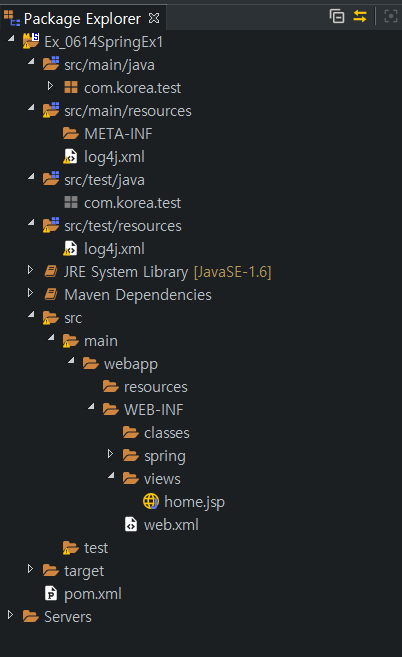 Package Explorer
Ex_0614SpringEx1
src/main/java
com.korea.test
src/main/resources
META-INF
log4j.xml
src/test/java
com.korea.test
src/test/resources
log4j.xml
JRE System Library [JavaSE-1.6]
Maven Dependencies
src
main
webapp
resources
WEB-INF
classes
spring
views
home.jsp
web.xml
test
target
pom.xml
Servers